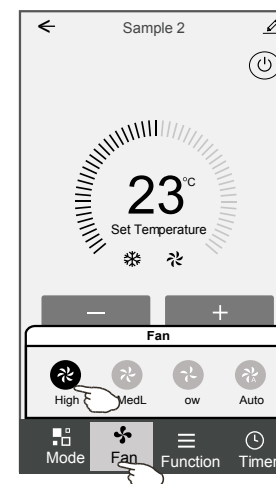 Sample 2
23°C
Set Temperature
Fan
High MedL ow Auto
Mode Fan Function Timer